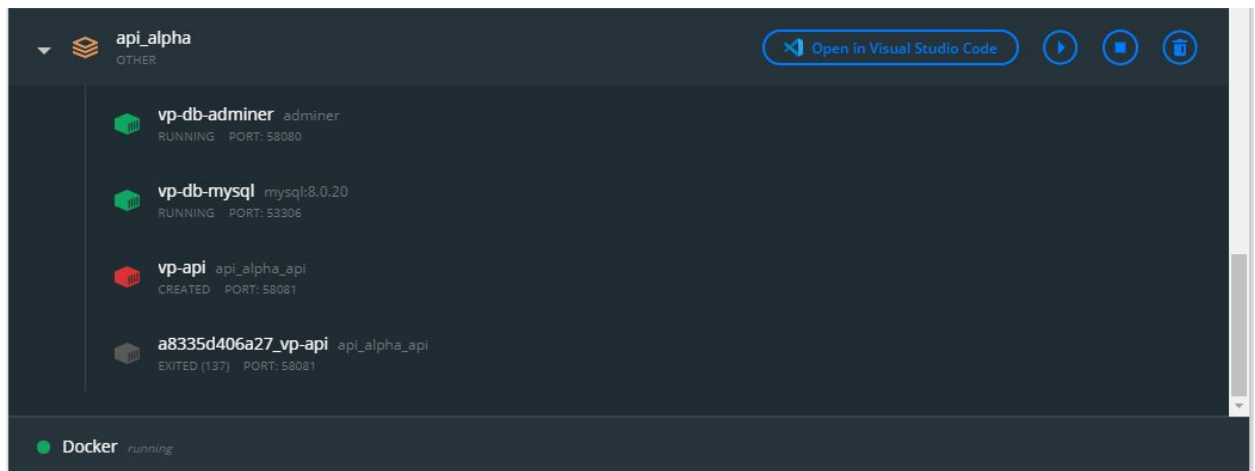 api_alpha
OTHER
Open in Visual Studio Code
vp-db-adminer adminer
RUNNING PORT: 58080
vp-db-mysql mysql:8.0.20
RUNNING PORT: 53306
vp-api api_alpha_api
CREATED PORT: 58081
a8335d406a27_vp-api api_alpha_api
EXITED (137) PORT: 58081
Docker running